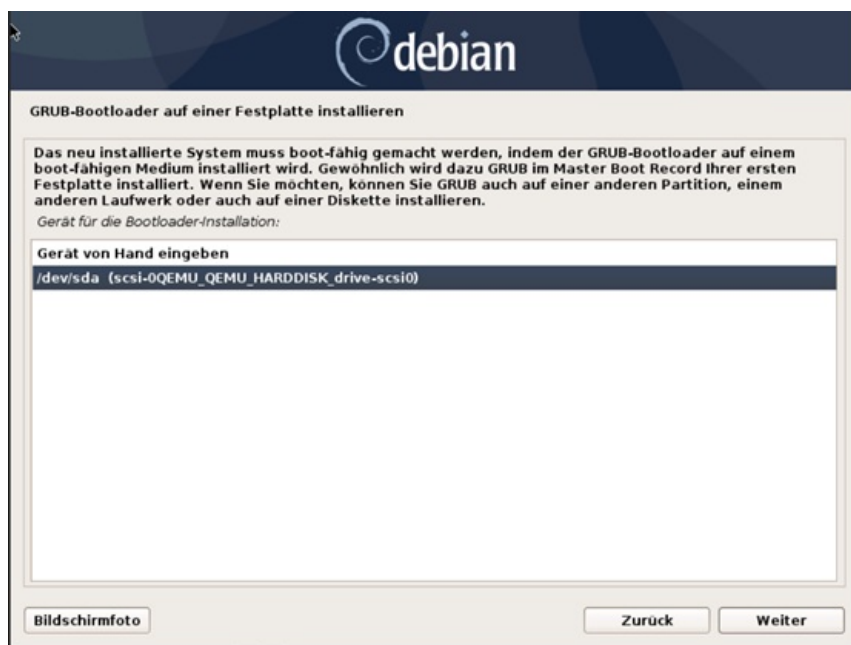 debian
GRUB-Bootloader auf einer Festplatte installieren
Das neu installierte System muss boot-fähig gemacht werden, indem der GRUB-Bootloader auf einem
boot-fähigen Medium installiert wird. Gewöhnlich wird dazu GRUB im Master Boot Record Ihrer ersten
Festplatte installiert. Wenn Sie möchten, können Sie GRUB auch auf einer anderen Partition, einem
anderen Laufwerk oder auch auf einer Diskette installieren.
Gerät für die Bootloader-Installation:
Gerät von Hand eingeben
/dev/sda (scsi-0QEMU_QEMU_HARDDISK_drive-scsi0)
Bildschirmfoto
Zurück
Weiter